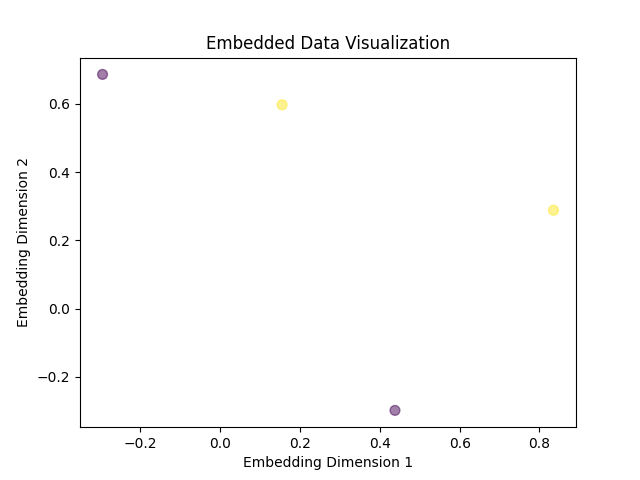 Embedded Data Visualization
Embedding Dimension 2
0.6
0.4
0.2
0.0
−0.2
−0.2 0.0 0.2 0.4 0.6 0.8
Embedding Dimension 1